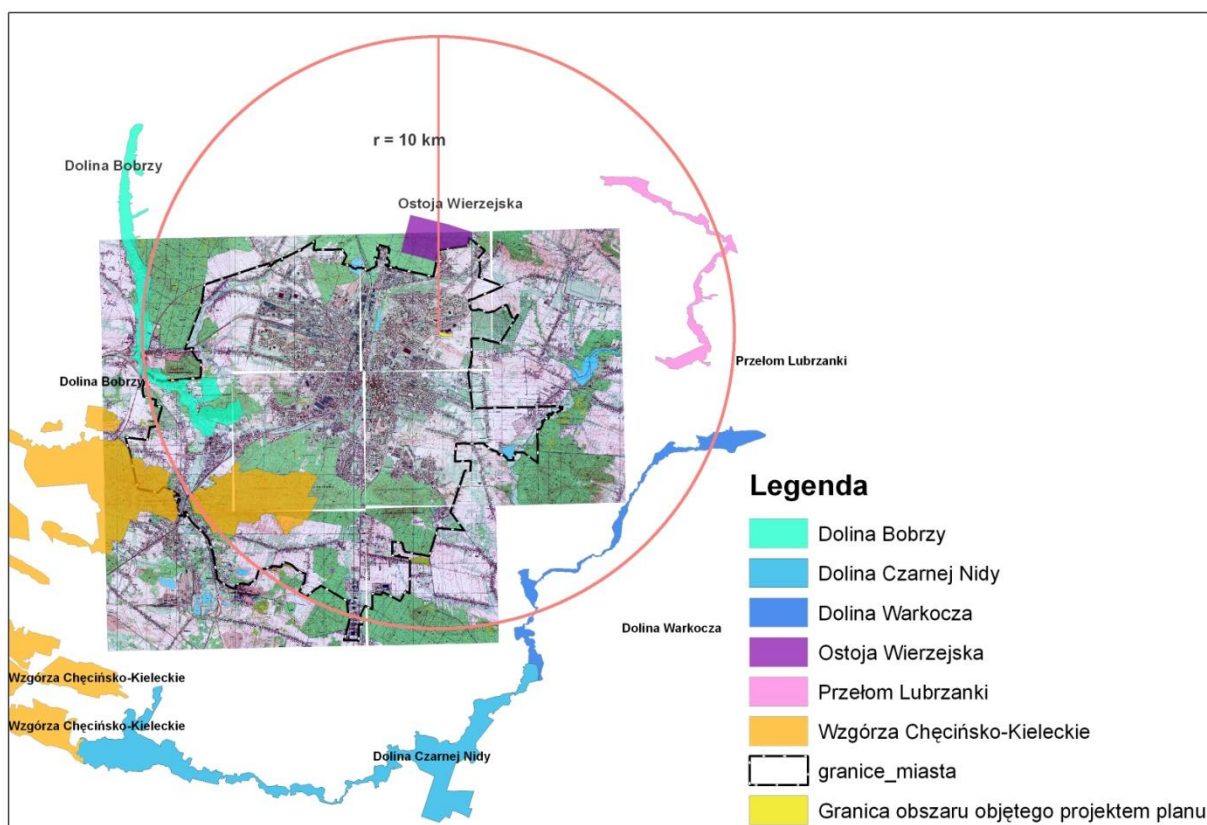 r = 10 km
Dolina Bobrzy
Ostoja Wierzejska
Przełom Lubrzanki
Dolina Bobrzy
Dolina Warkocza
Wzgórza Chęcińsko-Kieleckie
Wzgórza Chęcińsko-Kieleckie
Dolina Czarnej Nidy
Legenda
Dolina Bobrzy
Dolina Czarnej Nidy
Dolina Warkocza
Ostoja Wierzejska
Przełom Lubrzanki
Wzgórza Chęcińsko-Kieleckie
granice_miasta
Granica obszaru objętego projektem planu